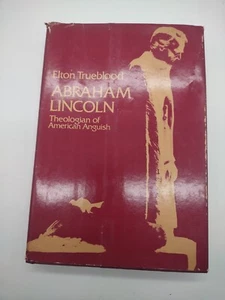 Elton Trueblood
ABRAHAM
LINCOLN
Theologian of
American Anguish